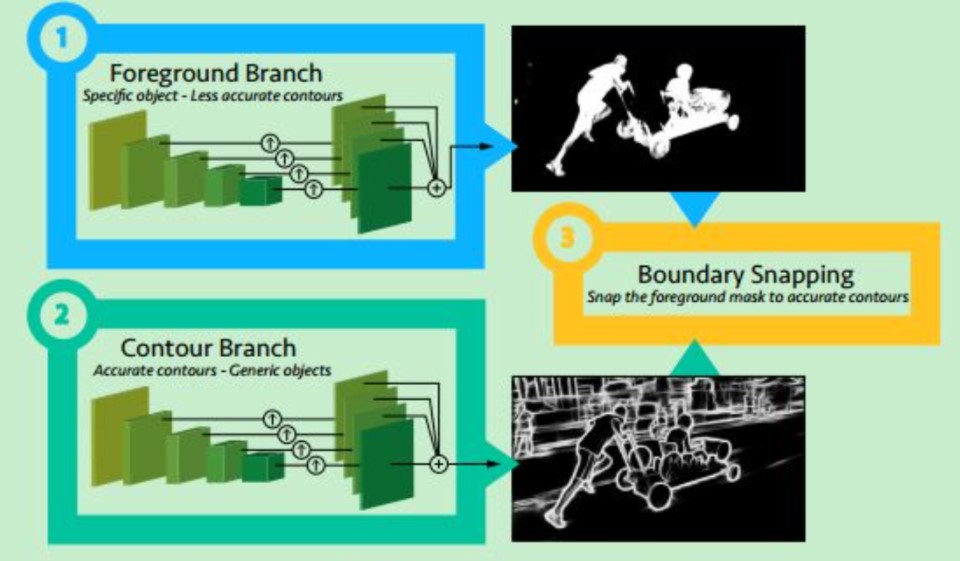 1
Foreground Branch
Specific object - Less accurate contours
3
Boundary Snapping
Snap the foreground mask to accurate contours
2
Contour Branch
Accurate contours - Generic objects